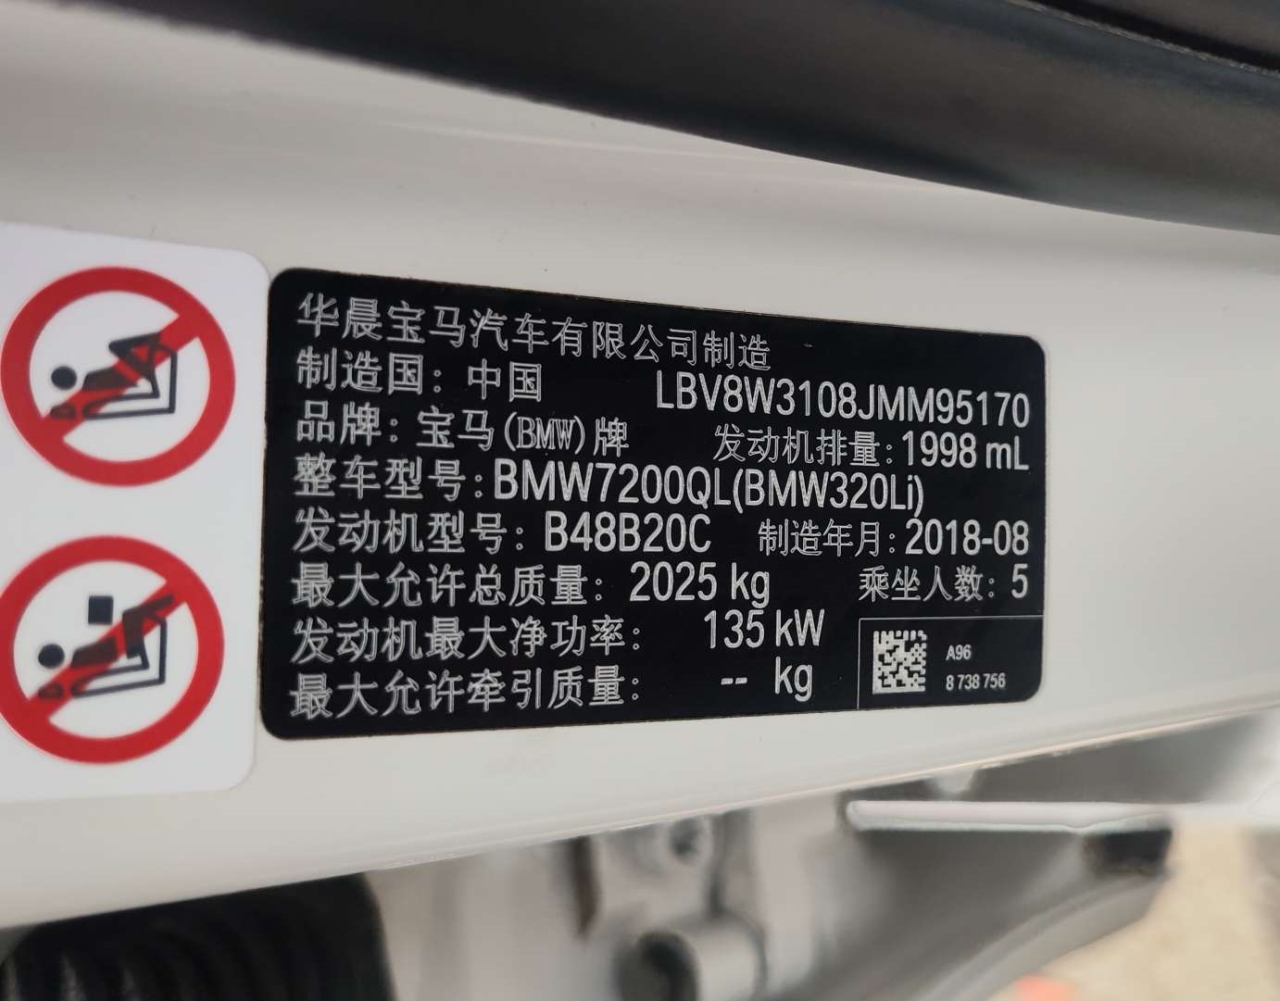 华晨宝马汽车有限公司制造
制造国：中国 LBV8W3108JMM95170
品牌：宝马(BMW)牌 发动机排量:1998 mL
整车型号:BMW7200QL(BMW320Li)
发动机型号：B48B20C 制造年月:2018-08
最大允许总质量：2025 kg 乘坐人数：5
发动机最大净功率： 135 kW
最大允许牵引质量： -- kg
A96
8 738 756